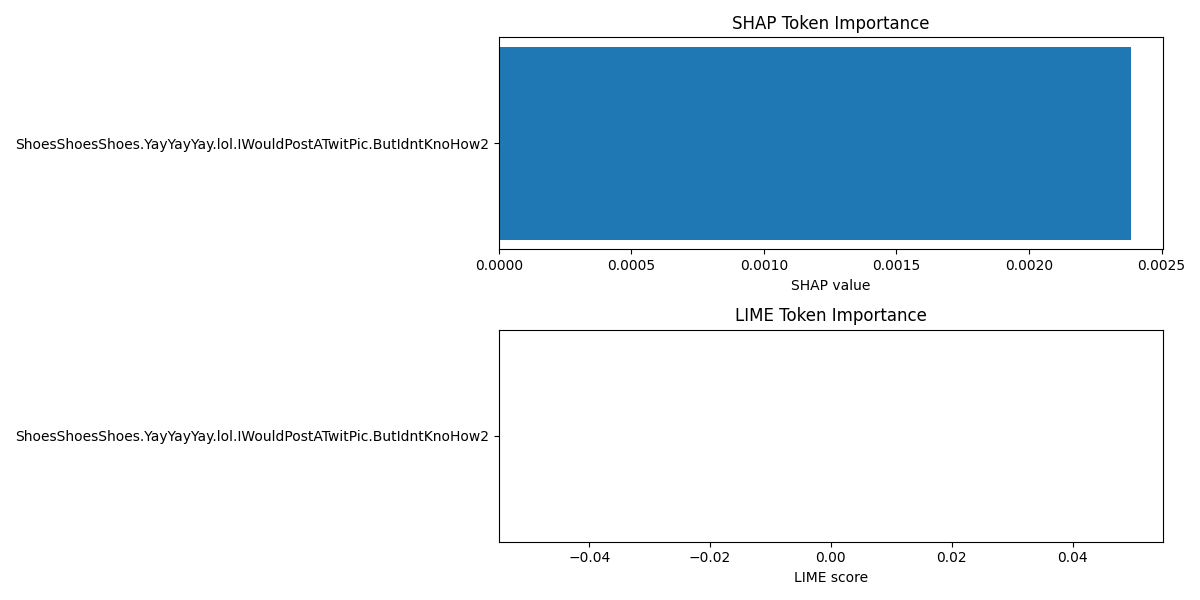 SHAP Token Importance
ShoesShoesShoes.YayYayYay.lol.IWouldPostATwitPic.ButIdntKnoHow2
0.0000 0.0005 0.0010 0.0015 0.0020 0.0025
SHAP value
LIME Token Importance
ShoesShoesShoes.YayYayYay.lol.IWouldPostATwitPic.ButIdntKnoHow2
−0.04 −0.02 0.00 0.02 0.04
LIME score